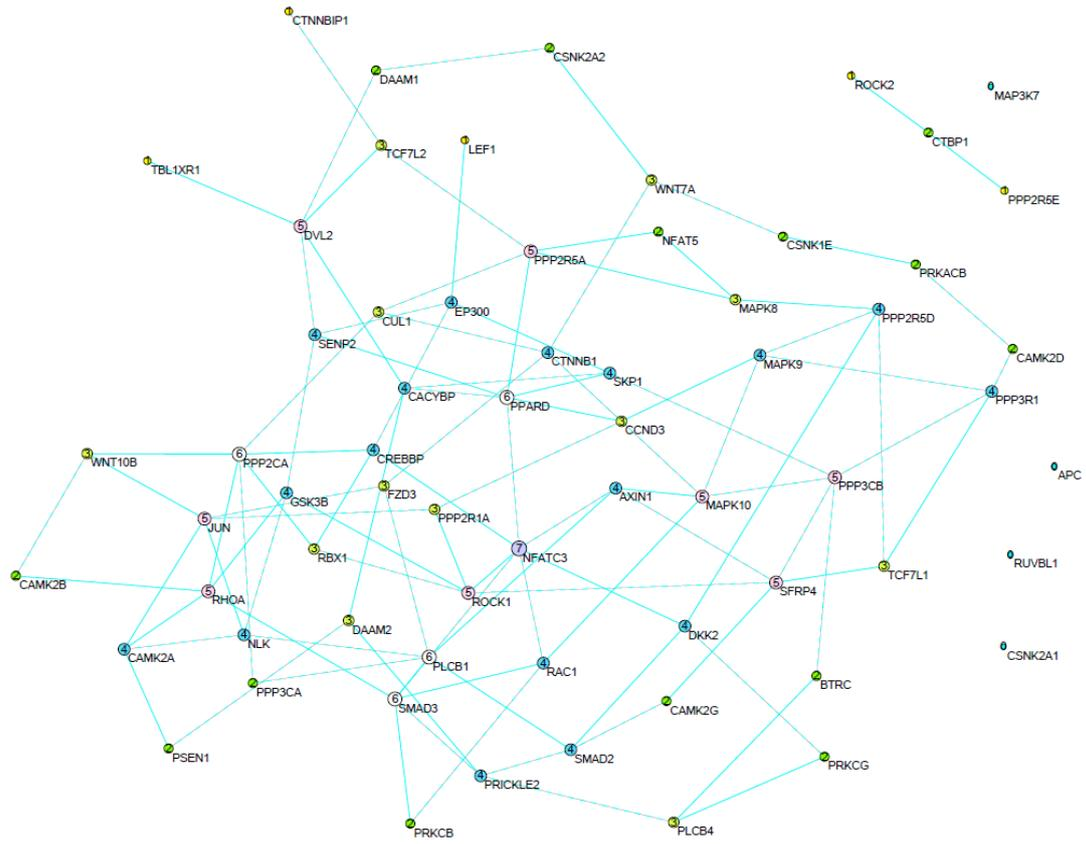 1 CTNNBIP1
2 CSNK2A2
2 DAAM1
1 ROCK2
0 MAP3K7
2 CTBP1
3 TCF7L2
1 LEF1
1 TBL1XR1
3 WNT7A
1 PPP2R5E
5 DVL2
2 NFAT5
2 CSNK1E
5 PPP2R5A
2 PRKACB
4 EP300
3 CUL1
3 MAPK8
4 PPP2R5D
4 SENP2
4 CTNNB1
4 MAPK9
2 CAMK2D
4 SKP1
4 CACYBP
6 PPARD
4 PPP3R1
3 CCND3
3 WNT10B
6 PPP2CA
4 CREBBP
0 APC
4 GSK3B
3 FZD3
4 AXIN1
5 MAPK10
5 PPP3CB
5 JUN
3 PPP2R1A
3 RBX1
7 NFATC3
0 RUVBL1
2 CAMK2B
5 RHOA
5 ROCK1
5 SFRP4
3 TCF7L1
3 DAAM2
4 DKK2
4 CAMK2A
4 NLK
6 PLCB1
4 RAC1
0 CSNK2A1
2 PPP3CA
6 SMAD3
2 CAMK2G
2 BTRC
2 PSEN1
4 SMAD2
2 PRKCG
4 PRICKLE2
2 PRKCB
3 PLCB4